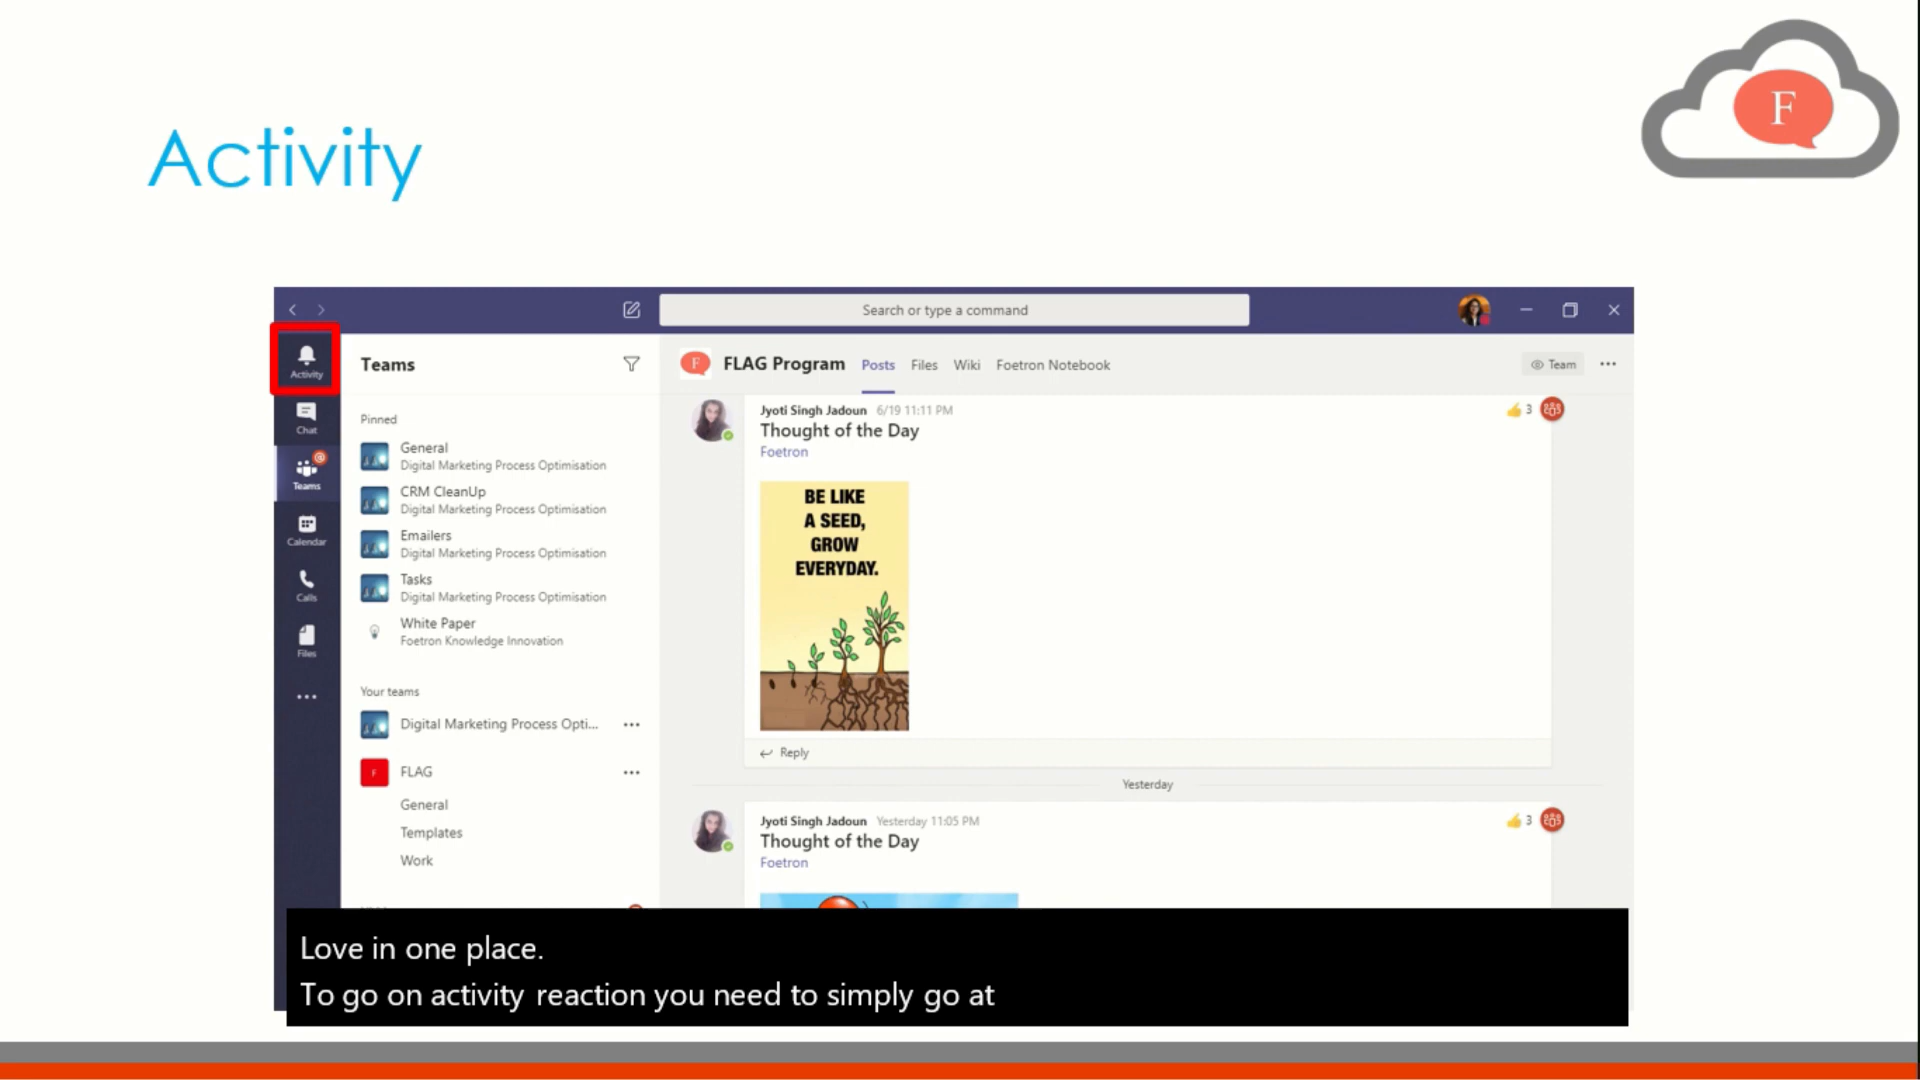 Activity
F
Search or type a command
Activity
Chat
Teams
Calendar
Calls
Files
Teams
Pinned
General
Digital Marketing Process Optimisation
CRM CleanUp
Digital Marketing Process Optimisation
Emailers
Digital Marketing Process Optimisation
Tasks
Digital Marketing Process Optimisation
White Paper
Foetron Knowledge Innovation
Your teams
Digital Marketing Process Opti...
F
FLAG
General
Templates
Work
F
FLAG Program Posts Files Wiki Foetron Notebook
Team
Jyoti Singh Jadoun 6/19 11:11 PM
3
Thought of the Day
Foetron
BE LIKE
A SEED,
GROW
EVERYDAY.
Reply
Yesterday
Jyoti Singh Jadoun Yesterday 11:05 PM
3
Thought of the Day
Foetron
Love in one place.
To go on activity reaction you need to simply go at